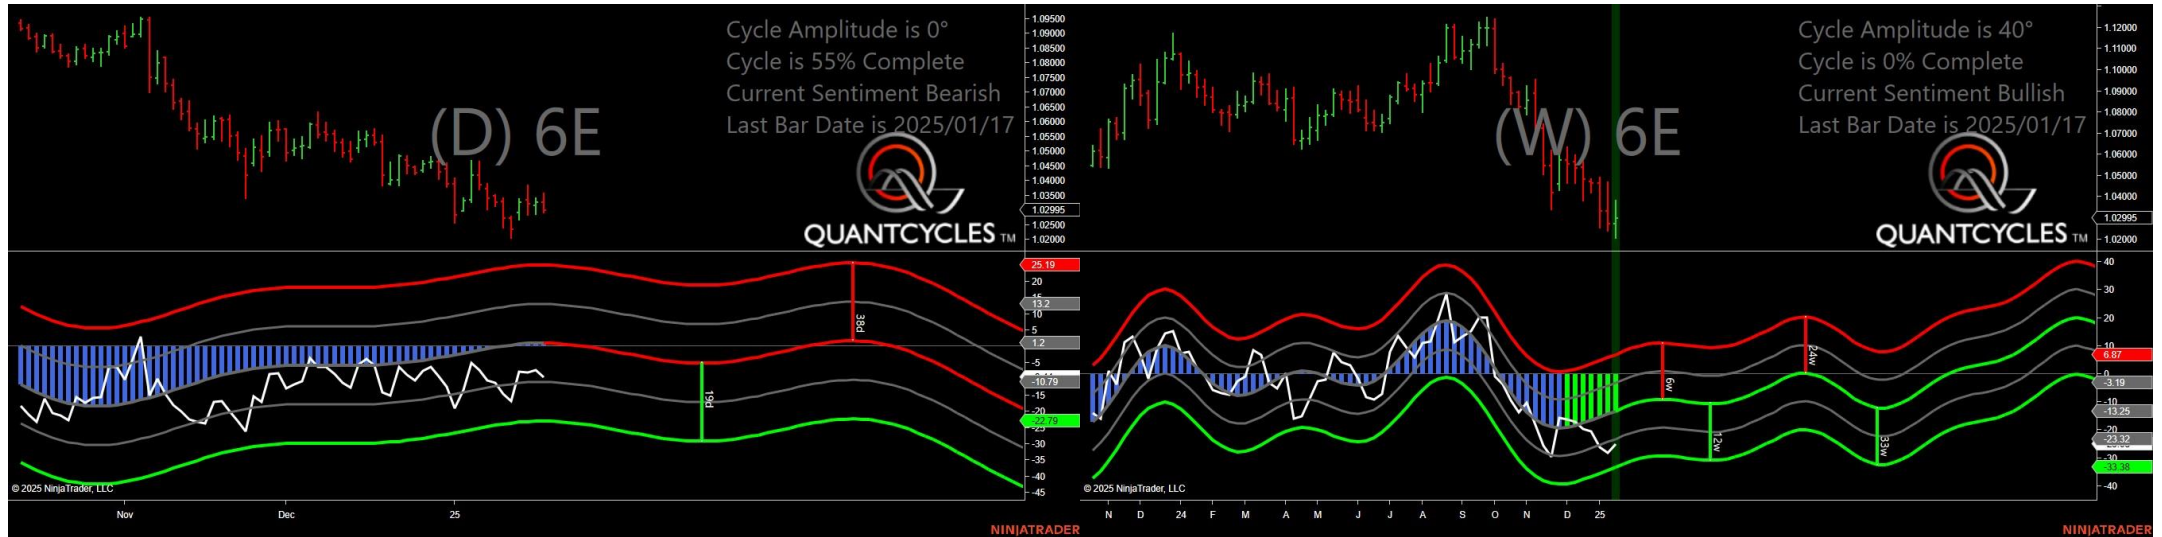 Cycle Amplitude is 0°
Cycle is 55% Complete
Current Sentiment Bearish
Last Bar Date is 2025/01/17
(D) 6E
QUANTCYCLES TM
1.09500
1.09000
1.08500
1.08000
1.07500
1.07000
1.06500
1.06000
1.05500
1.05000
1.04500
1.04000
1.03500
1.02995
1.02500
1.02000
25.19
20
15
13.2
10
5
1.2
-5
-10.79
-15
-20
-22.79
-25
-30
-35
-40
-45
38d
19d
© 2025 NinjaTrader, LLC
Nov Dec 25
NINJATRADER
Cycle Amplitude is 40°
Cycle is 0% Complete
Current Sentiment Bullish
Last Bar Date is 2025/01/17
(W) 6E
QUANTCYCLES TM
1.12000
1.11000
1.10000
1.09000
1.08000
1.07000
1.06000
1.05000
1.04000
1.02995
1.02000
40
30
20
10
6.87
0
-3.19
-10
-13.25
-20
-23.32
-30
-33.38
-40
6w
24w
12w
33w
© 2025 NinjaTrader, LLC
N D 24 F M A M J J A S O N D 25
NINJATRADER